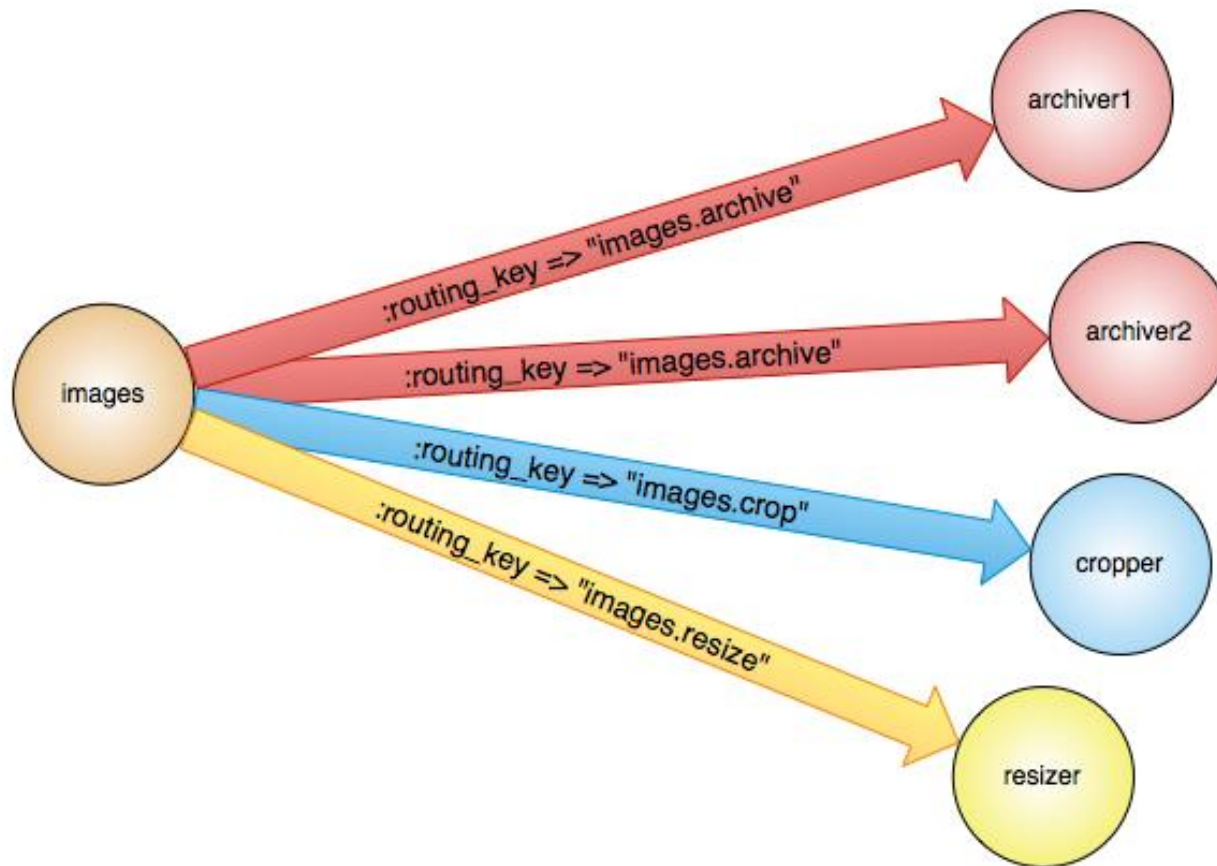 archiver1
:routing_key => "images.archive"
archiver2
:routing_key => "images.archive"
images
:routing_key => "images.crop"
cropper
:routing_key => "images.resize"
resizer